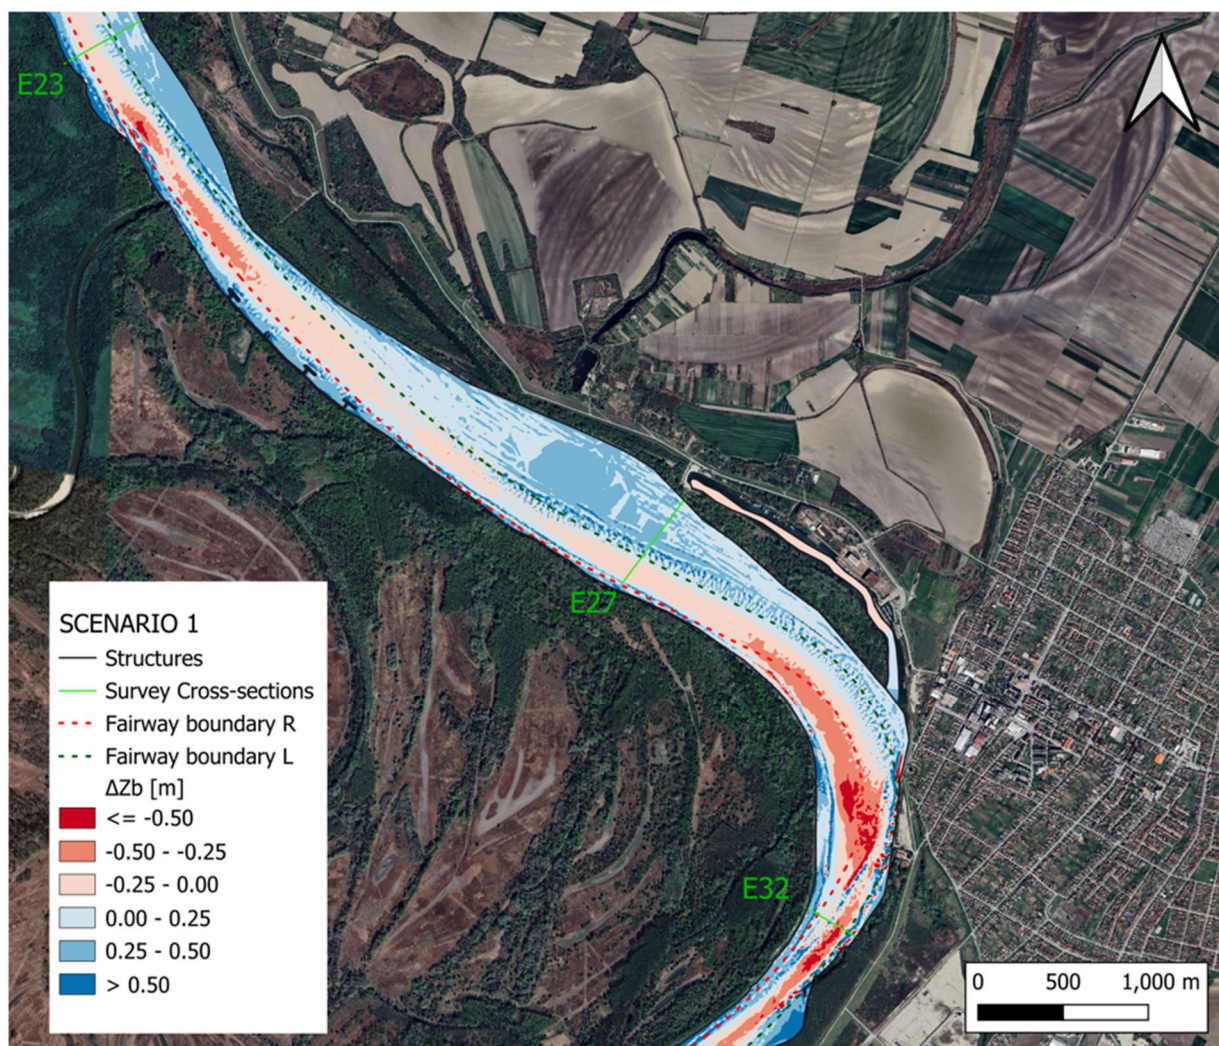 E23
E27
E32
SCENARIO 1
Structures
Survey Cross-sections
Fairway boundary R
Fairway boundary L
ΔZb [m]
<= -0.50
-0.50 - -0.25
-0.25 - 0.00
0.00 - 0.25
0.25 - 0.50
> 0.50
0 500 1,000 m